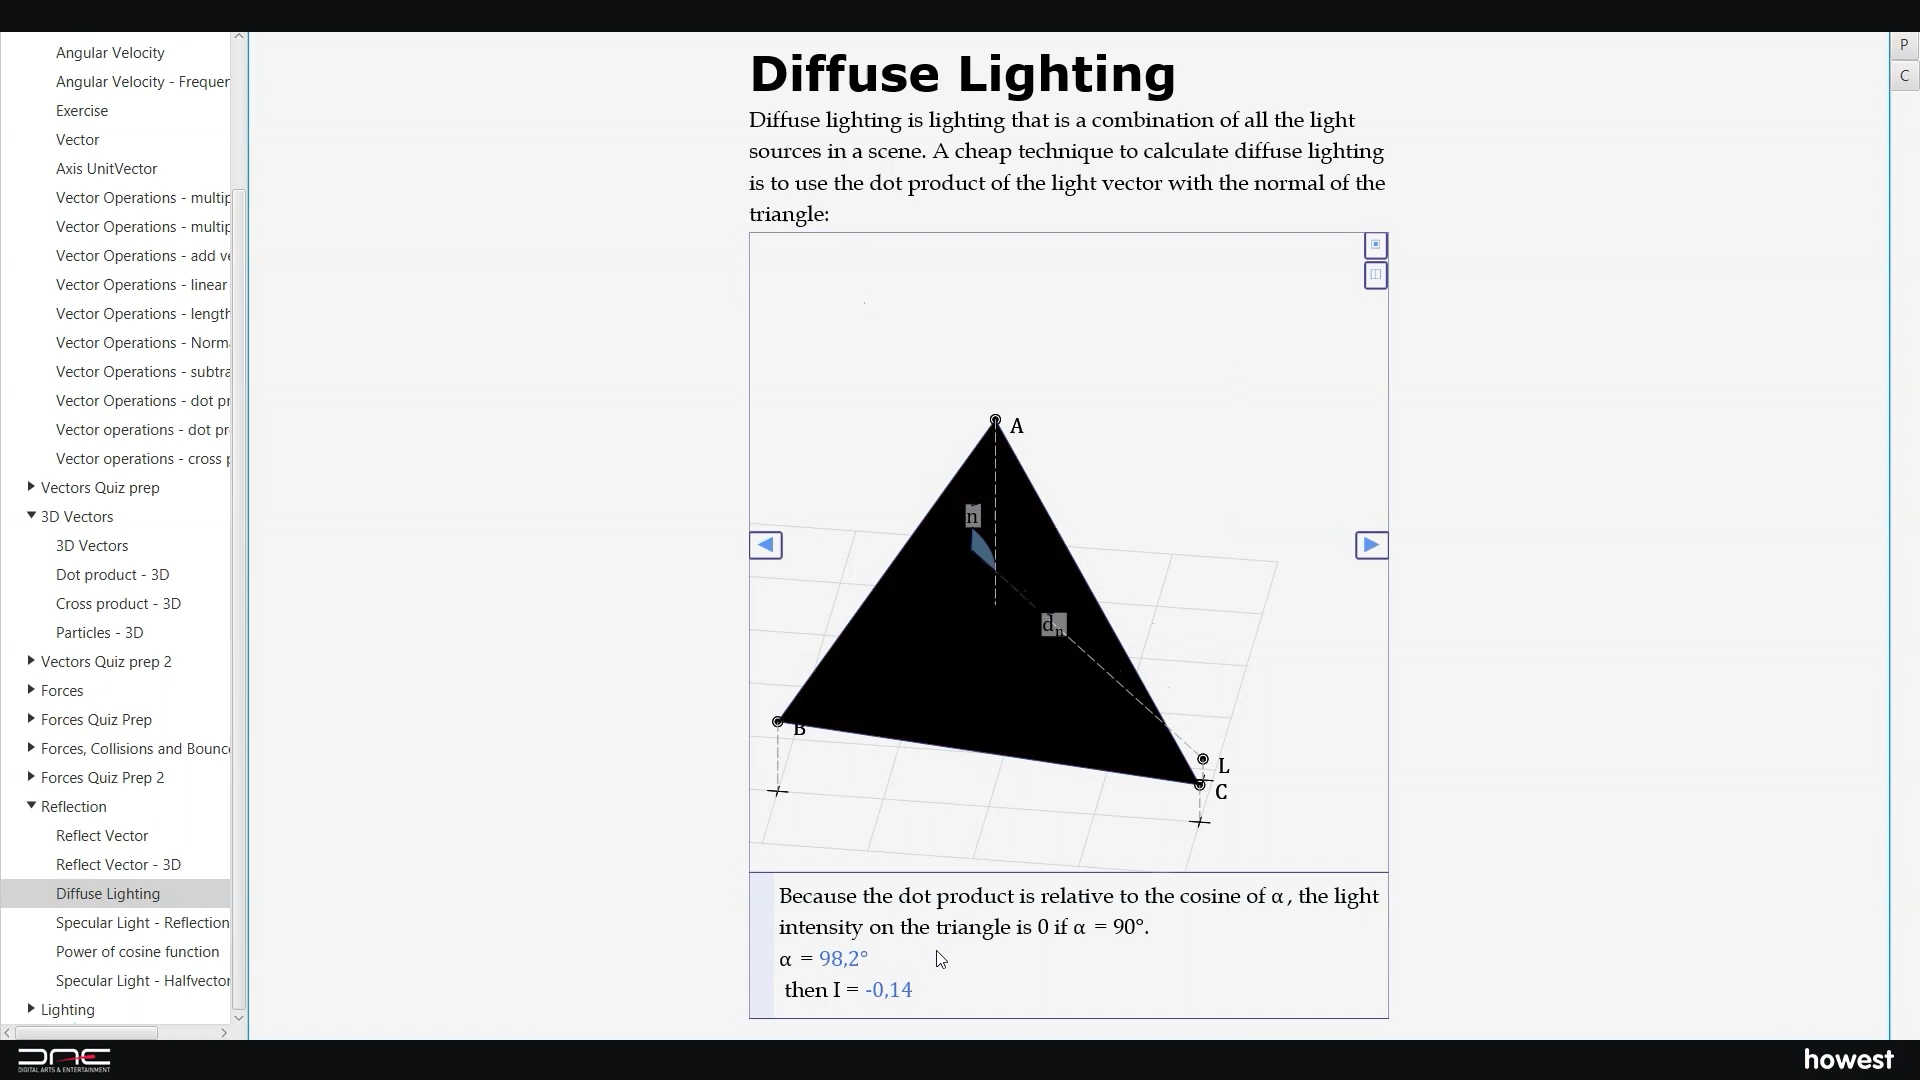 Angular Velocity
Angular Velocity - Frequer
Exercise
Vector
Axis UnitVector
Vector Operations - multip
Vector Operations - multip
Vector Operations - add ve
Vector Operations - linear
Vector Operations - length
Vector Operations - Norma
Vector Operations - subtra
Vector Operations - dot pr
Vector operations - dot pr
Vector operations - cross p
Vectors Quiz prep
3D Vectors
3D Vectors
Dot product - 3D
Cross product - 3D
Particles - 3D
Vectors Quiz prep 2
Forces
Forces Quiz Prep
Forces, Collisions and Bounce
Forces Quiz Prep 2
Reflection
Reflect Vector
Reflect Vector - 3D
Diffuse Lighting
Specular Light - Reflection
Power of cosine function
Specular Light - Halfvector
Lighting
Diffuse Lighting
Diffuse lighting is lighting that is a combination of all the light
sources in a scene. A cheap technique to calculate diffuse lighting
is to use the dot product of the light vector with the normal of the
triangle:
A
n
dn
B
L
C
Because the dot product is relative to the cosine of α, the light
intensity on the triangle is 0 if α = 90°.
α = 98,2°
then I = -0,14
P
C
DAE
DIGITAL ARTS & ENTERTAINMENT
howest